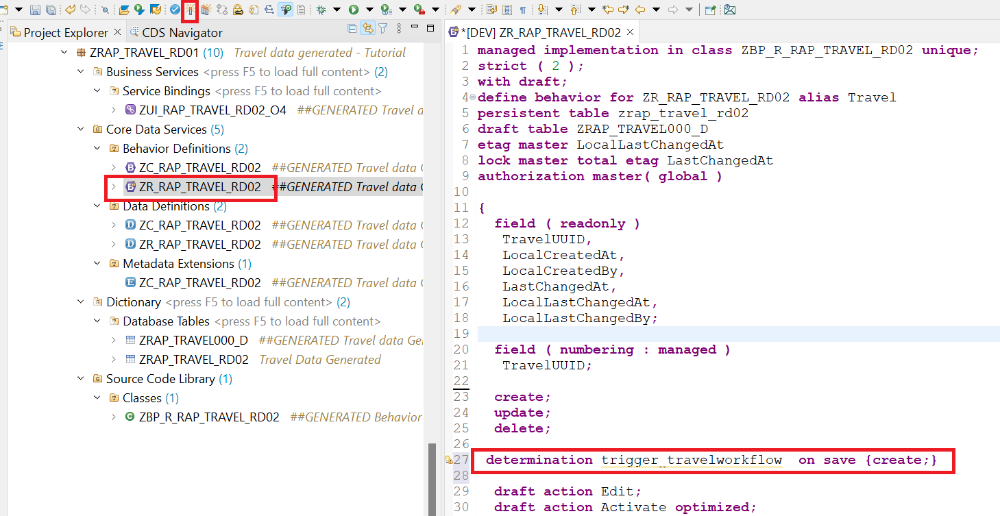 Project Explorer
CDS Navigator
ZRAP_TRAVEL_RD01 (10) Travel data generated - Tutorial
Business Services <press F5 to load full content> (2)
Service Bindings <press F5 to load full content>
ZUI_RAP_TRAVEL_RD02_O4 ##GENERATED Travel d
Core Data Services (5)
Behavior Definitions (2)
ZC_RAP_TRAVEL_RD02 ##GENERATED Travel data
ZR_RAP_TRAVEL_RD02 ##GENERATED Travel data
Data Definitions (2)
ZC_RAP_TRAVEL_RD02 ##GENERATED Travel data
ZR_RAP_TRAVEL_RD02 ##GENERATED Travel data
Metadata Extensions (1)
ZC_RAP_TRAVEL_RD02 ##GENERATED Travel data
Dictionary <press F5 to load full content> (2)
Database Tables <press F5 to load full content>
ZRAP_TRAVEL000_D ##GENERATED Travel data Ge
ZRAP_TRAVEL_RD02 Travel Data Generated
Source Code Library (1)
Classes (1)
ZBP_R_RAP_TRAVEL_RD02 ##GENERATED Behavior
*[DEV] ZR_RAP_TRAVEL_RD02
1 managed implementation in class ZBP_R_RAP_TRAVEL_RD02 unique;
2 strict ( 2 );
3 with draft;
4 define behavior for ZR_RAP_TRAVEL_RD02 alias Travel
5 persistent table zrap_travel_rd02
6 draft table ZRAP_TRAVEL000_D
7 etag master LocalLastChangedAt
8 lock master total etag LastChangedAt
9 authorization master( global )
10
11 {
12 field ( readonly )
13 TravelUUID,
14 LocalCreatedAt,
15 LocalCreatedBy,
16 LastChangedAt,
17 LocalLastChangedAt,
18 LocalLastChangedBy;
19
20 field ( numbering : managed )
21 TravelUUID;
22
23 create;
24 update;
25 delete;
26
27 determination trigger_travelworkflow on save {create;}
28
29 draft action Edit;
30 draft action Activate optimized;